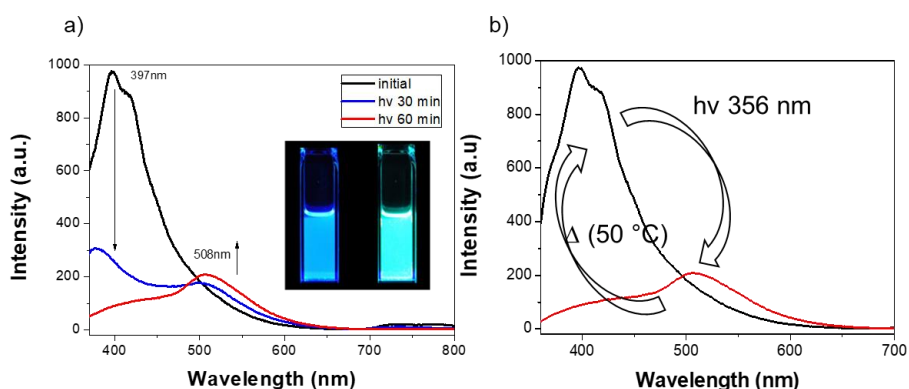 a)
1000
800
600
400
200
0
Intensity (a.u.)
397nm
initial
hv 30 min
hv 60 min
508nm
400
500
600
700
800
Wavelength (nm)
b)
1000
800
600
400
200
0
Intensity (a.u)
hv 356 nm
Δ (50 °C)
400
500
600
700
Wavelength (nm)